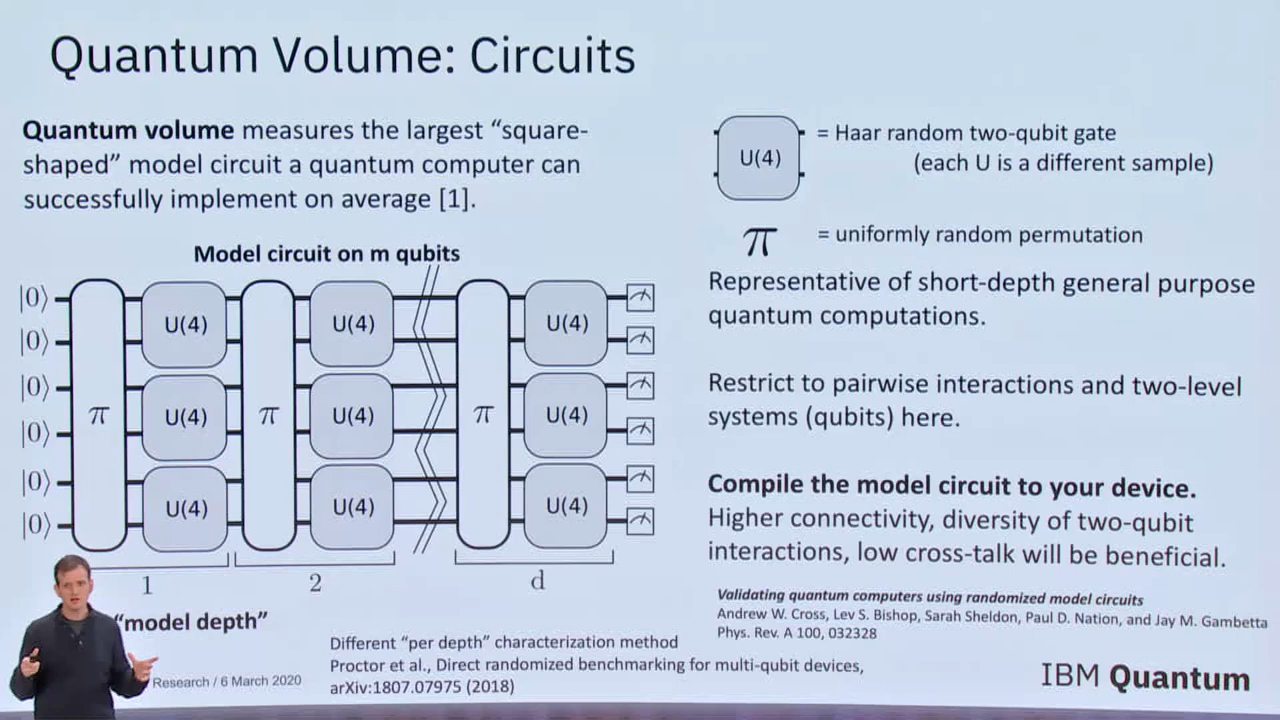 Quantum Volume: Circuits
Quantum volume measures the largest “square-
shaped” model circuit a quantum computer can
successfully implement on average [1].
Model circuit on m qubits
|0⟩
|0⟩
|0⟩
|0⟩
|0⟩
|0⟩
π
U(4)
U(4)
U(4)
π
U(4)
U(4)
U(4)
π
U(4)
U(4)
U(4)
1
2
d
“model depth”
U(4)
= Haar random two-qubit gate
(each U is a different sample)
π
= uniformly random permutation
Representative of short-depth general purpose
quantum computations.
Restrict to pairwise interactions and two-level
systems (qubits) here.
Compile the model circuit to your device.
Higher connectivity, diversity of two-qubit
interactions, low cross-talk will be beneficial.
Validating quantum computers using randomized model circuits
Andrew W. Cross, Lev S. Bishop, Sarah Sheldon, Paul D. Nation, and Jay M. Gambetta
Phys. Rev. A 100, 032328
Different “per depth” characterization method
Proctor et al., Direct randomized benchmarking for multi-qubit devices,
arXiv:1807.07975 (2018)
Research / 6 March 2020
IBM Quantum